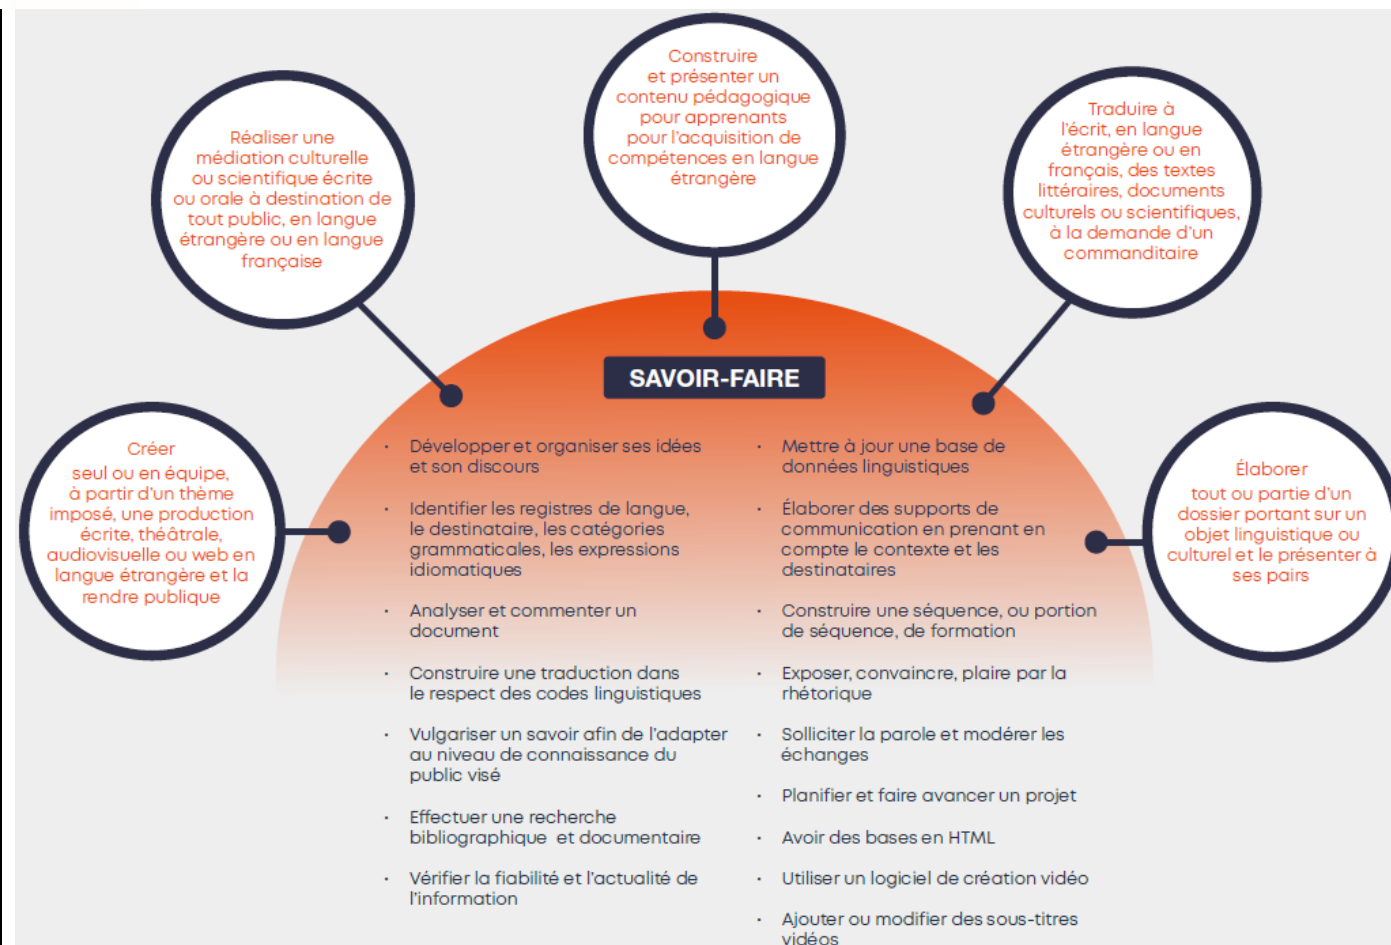 Construire
et présenter un
contenu pédagogique
pour apprenants
pour l'acquisition de
compétences en langue
étrangère
Réaliser une
médiation culturelle
ou scientifique écrite
ou orale à destination de
tout public, en langue
étrangère ou en langue
française
Traduire à
l'écrit, en langue
étrangère ou en
français, des textes
littéraires, documents
culturels ou scientifiques,
à la demande d'un
commanditaire
Créer
seul ou en équipe,
à partir d'un thème
imposé, une production
écrite, théâtrale,
audiovisuelle ou web en
langue étrangère et la
rendre publique
Élaborer
tout ou partie d'un
dossier portant sur un
objet linguistique ou
culturel et le présenter à
ses pairs
SAVOIR-FAIRE
· Développer et organiser ses idées
et son discours
· Identifier les registres de langue,
le destinataire, les catégories
grammaticales, les expressions
idiomatiques
· Analyser et commenter un
document
· Construire une traduction dans
le respect des codes linguistiques
· Vulgariser un savoir afin de l'adapter
au niveau de connaissance du
public visé
· Effectuer une recherche
bibliographique et documentaire
· Vérifier la fiabilité et l'actualité de
l'information
· Mettre à jour une base de
données linguistiques
· Élaborer des supports de
communication en prenant en
compte le contexte et les
destinataires
· Construire une séquence, ou portion
de séquence, de formation
· Exposer, convaincre, plaire par la
rhétorique
· Solliciter la parole et modérer les
échanges
· Planifier et faire avancer un projet
· Avoir des bases en HTML
· Utiliser un logiciel de création vidéo
· Ajouter ou modifier des sous-titres
vidéos